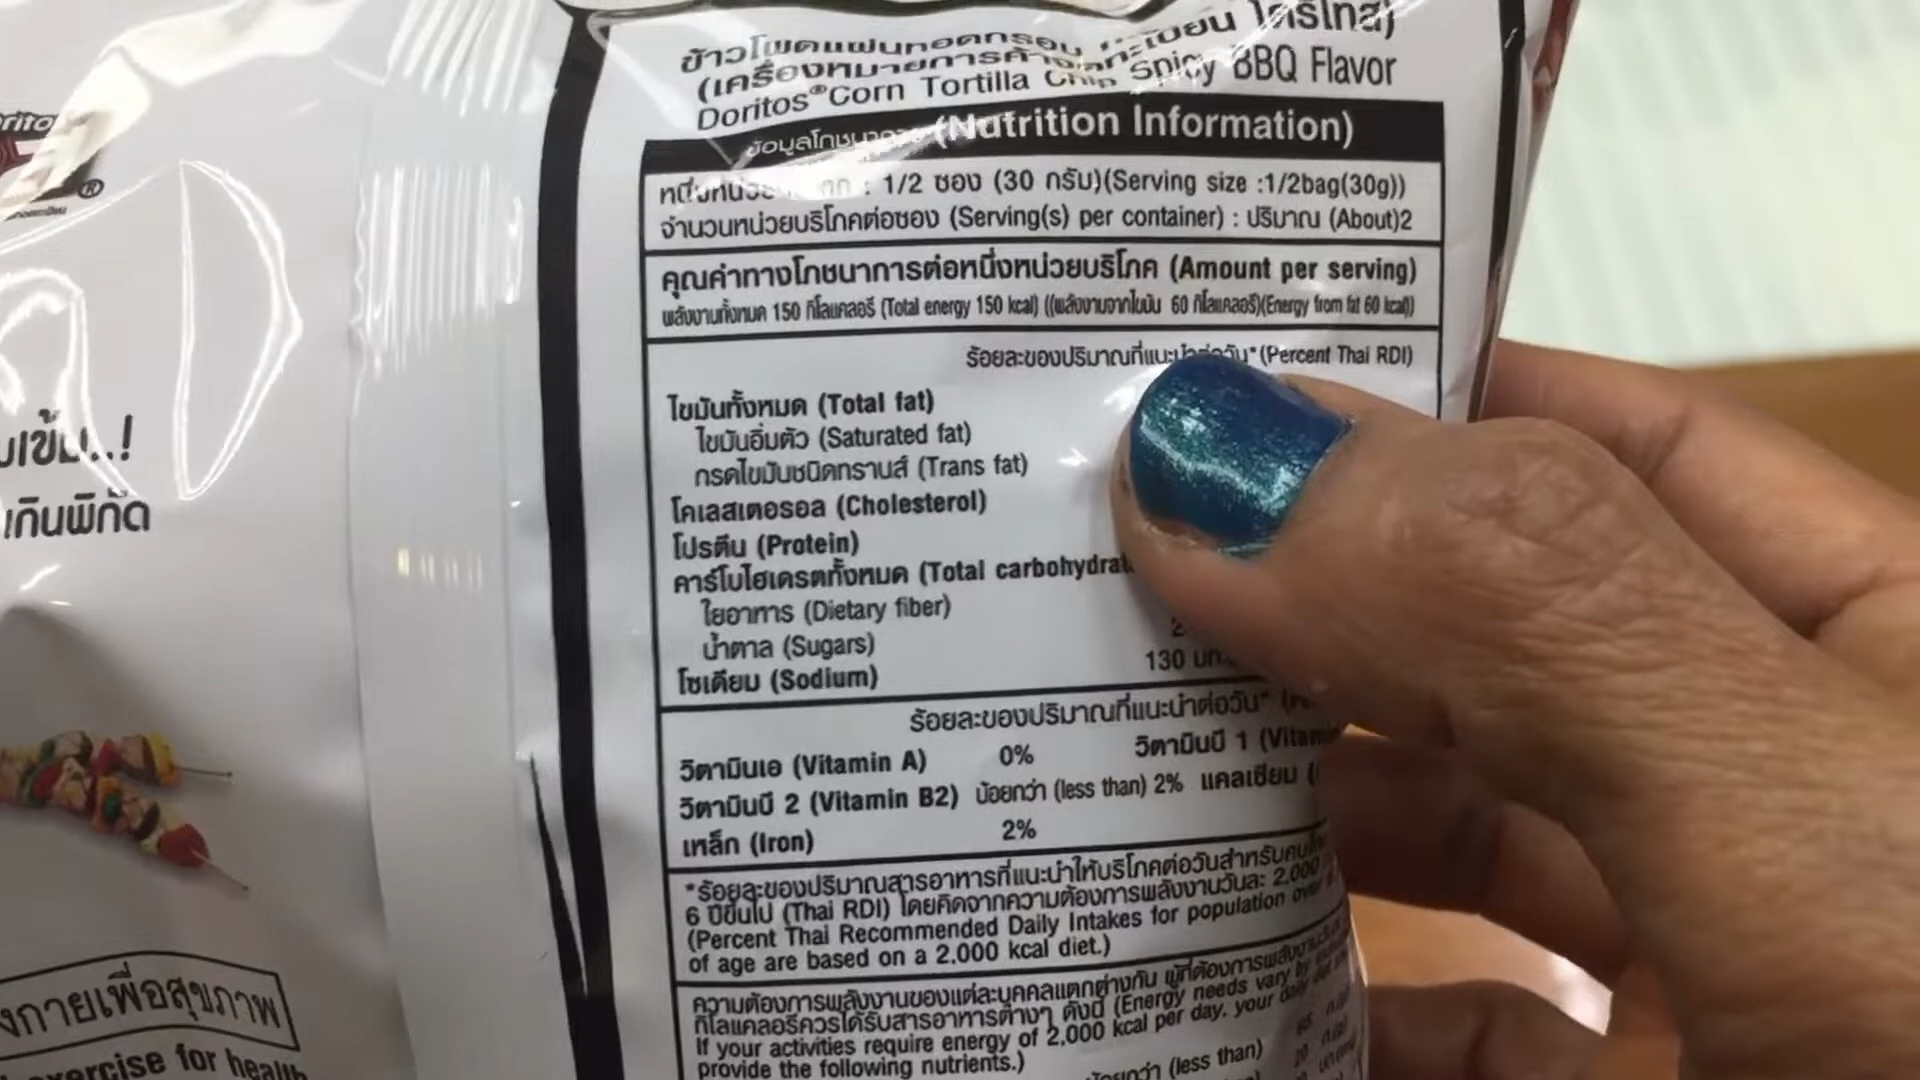 ข้าวโพดแผ่นทอดกรอบ
(เครื่องหมายการค้า
Doritos®Corn Tortilla Chip Spicy BBQ Flavor
(Nutrition Information)
: 1/2 ซอง (30 กรัม)(Serving size :1/2bag(30g))
จำนวนหน่วยบริโภคต่อซอง (Serving(s) per container) : ปริมาณ (About)2
คุณค่าทางโภชนาการต่อหนึ่งหน่วยบริโภค (Amount per serving)
พลังงานทั้งหมด 150 กิโลแคลอรี (Total energy 150 kcal) ((พลังงานจากไขมัน 60 กิโลแคลอรี)(Energy from fat 60 kcal))
ร้อยละของปริมาณที่แนะนำต่อวัน*(Percent Thai RDI)
ไขมันทั้งหมด (Total fat)
ไขมันอิ่มตัว (Saturated fat)
กรดไขมันชนิดทรานส์ (Trans fat)
โคเลสเตอรอล (Cholesterol)
โปรตีน (Protein)
คาร์โบไฮเดรตทั้งหมด (Total carbohydrat
ใยอาหาร (Dietary fiber)
น้ำตาล (Sugars) 2
โซเดียม (Sodium) 130 มก.
ร้อยละของปริมาณที่แนะนำต่อวัน*
วิตามินเอ (Vitamin A) 0% วิตามินบี 1 (Vitamin
วิตามินบี 2 (Vitamin B2) น้อยกว่า (less than) 2% แคลเซียม (
เหล็ก (Iron) 2%
*ร้อยละของปริมาณสารอาหารที่แนะนำให้บริโภคต่อวันสำหรับคนไทย
6 ปีขึ้นไป (Thai RDI) โดยคิดจากความต้องการพลังงานวันละ 2,000
(Percent Thai Recommended Daily Intakes for population over
of age are based on a 2,000 kcal diet.)
ความต้องการพลังงานของแต่ละบุคคลแตกต่างกัน ผู้ที่ต้องการพลังงานวันละ
กิโลแคลอรีควรได้รับสารอาหารต่างๆ ดังนี้ (Energy needs vary by
If your activities require energy of 2,000 kcal per day, your daily
provide the following nutrients.)
น้อยกว่า (less than)
®
มเข้ม..!
เกินพิกัด
งกายเพื่อสุขภาพ
exercise for health